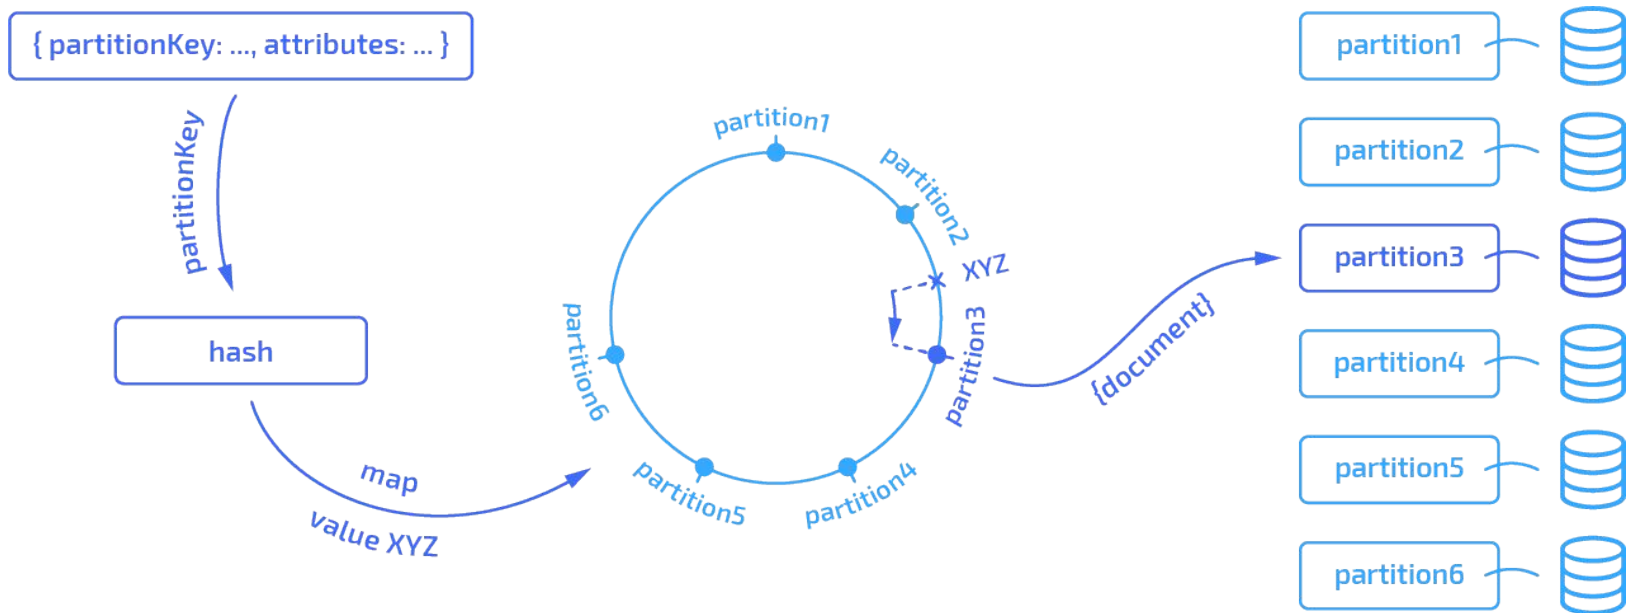 { partitionKey: ..., attributes: ... }
partitionKey
hash
map
value XYZ
partition1
partition2
XYZ
partition3
partition4
partition5
partition6
{document}
partition1
partition2
partition3
partition4
partition5
partition6